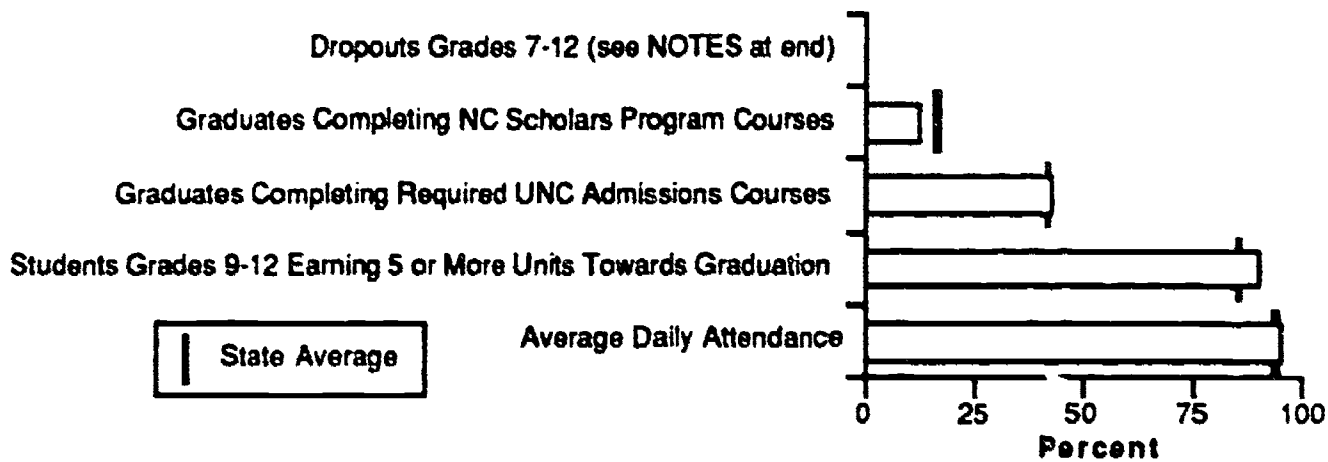 Dropouts Grades 7-12 (see NOTES at end)
Graduates Completing NC Scholars Program Courses
Graduates Completing Required UNC Admissions Courses
Students Grades 9-12 Earning 5 or More Units Towards Graduation
Average Daily Attendance
State Average
0 25 50 75 100
Percent